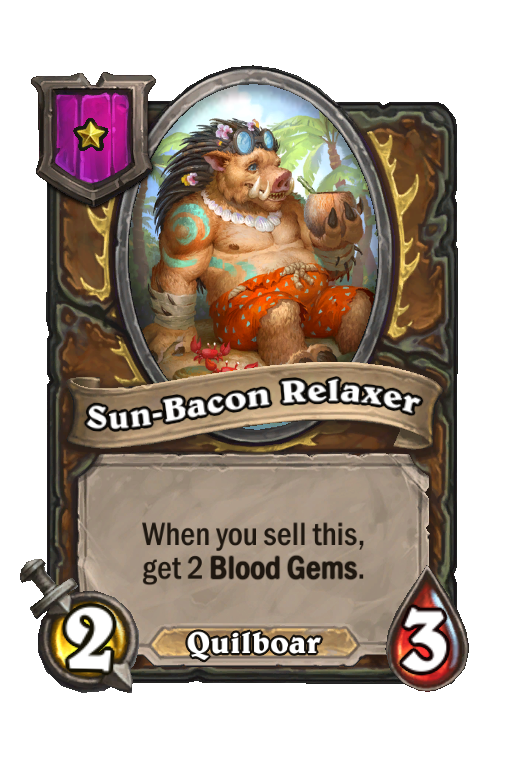 Sun-Bacon Relaxer
When you sell this,
get 2 Blood Gems.
2
Quilboar
3